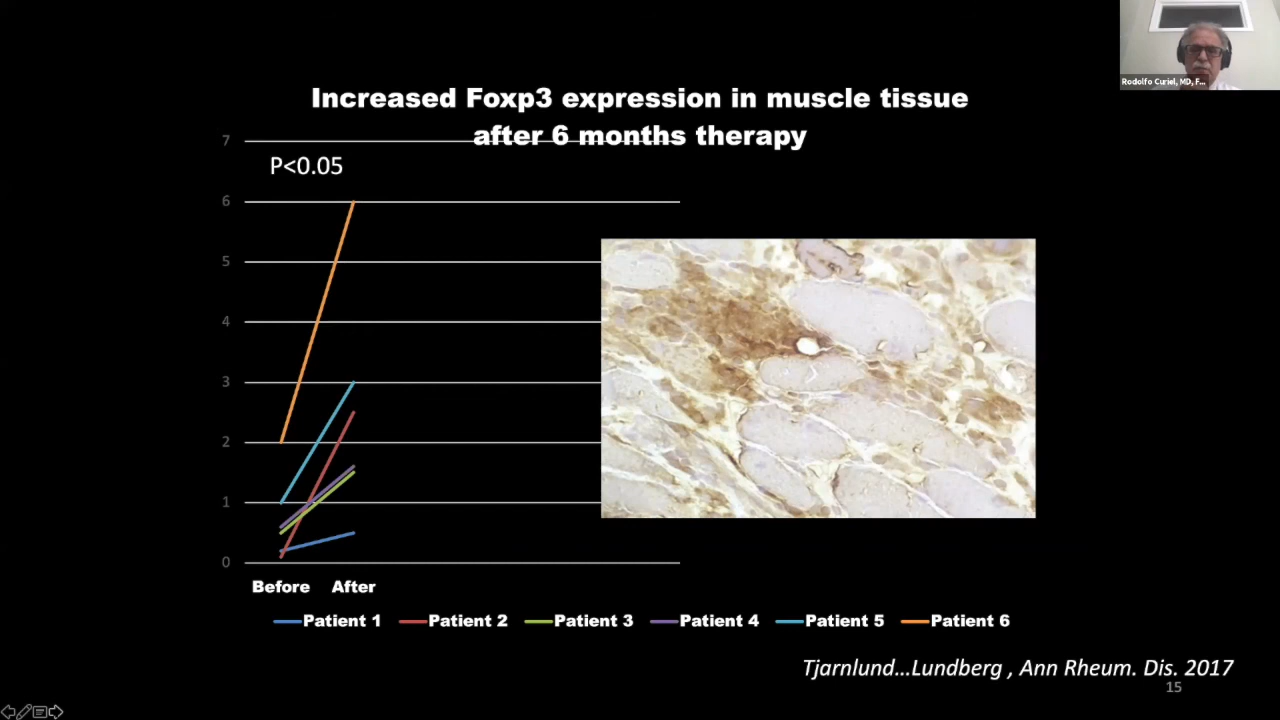 Rodolfo Curiel, MD, F...
Increased Foxp3 expression in muscle tissue
after 6 months therapy
7
P<0.05
6
5
4
3
2
1
0
Before After
Patient 1 Patient 2 Patient 3 Patient 4 Patient 5 Patient 6
Tjarnlund...Lundberg , Ann Rheum. Dis. 2017
15